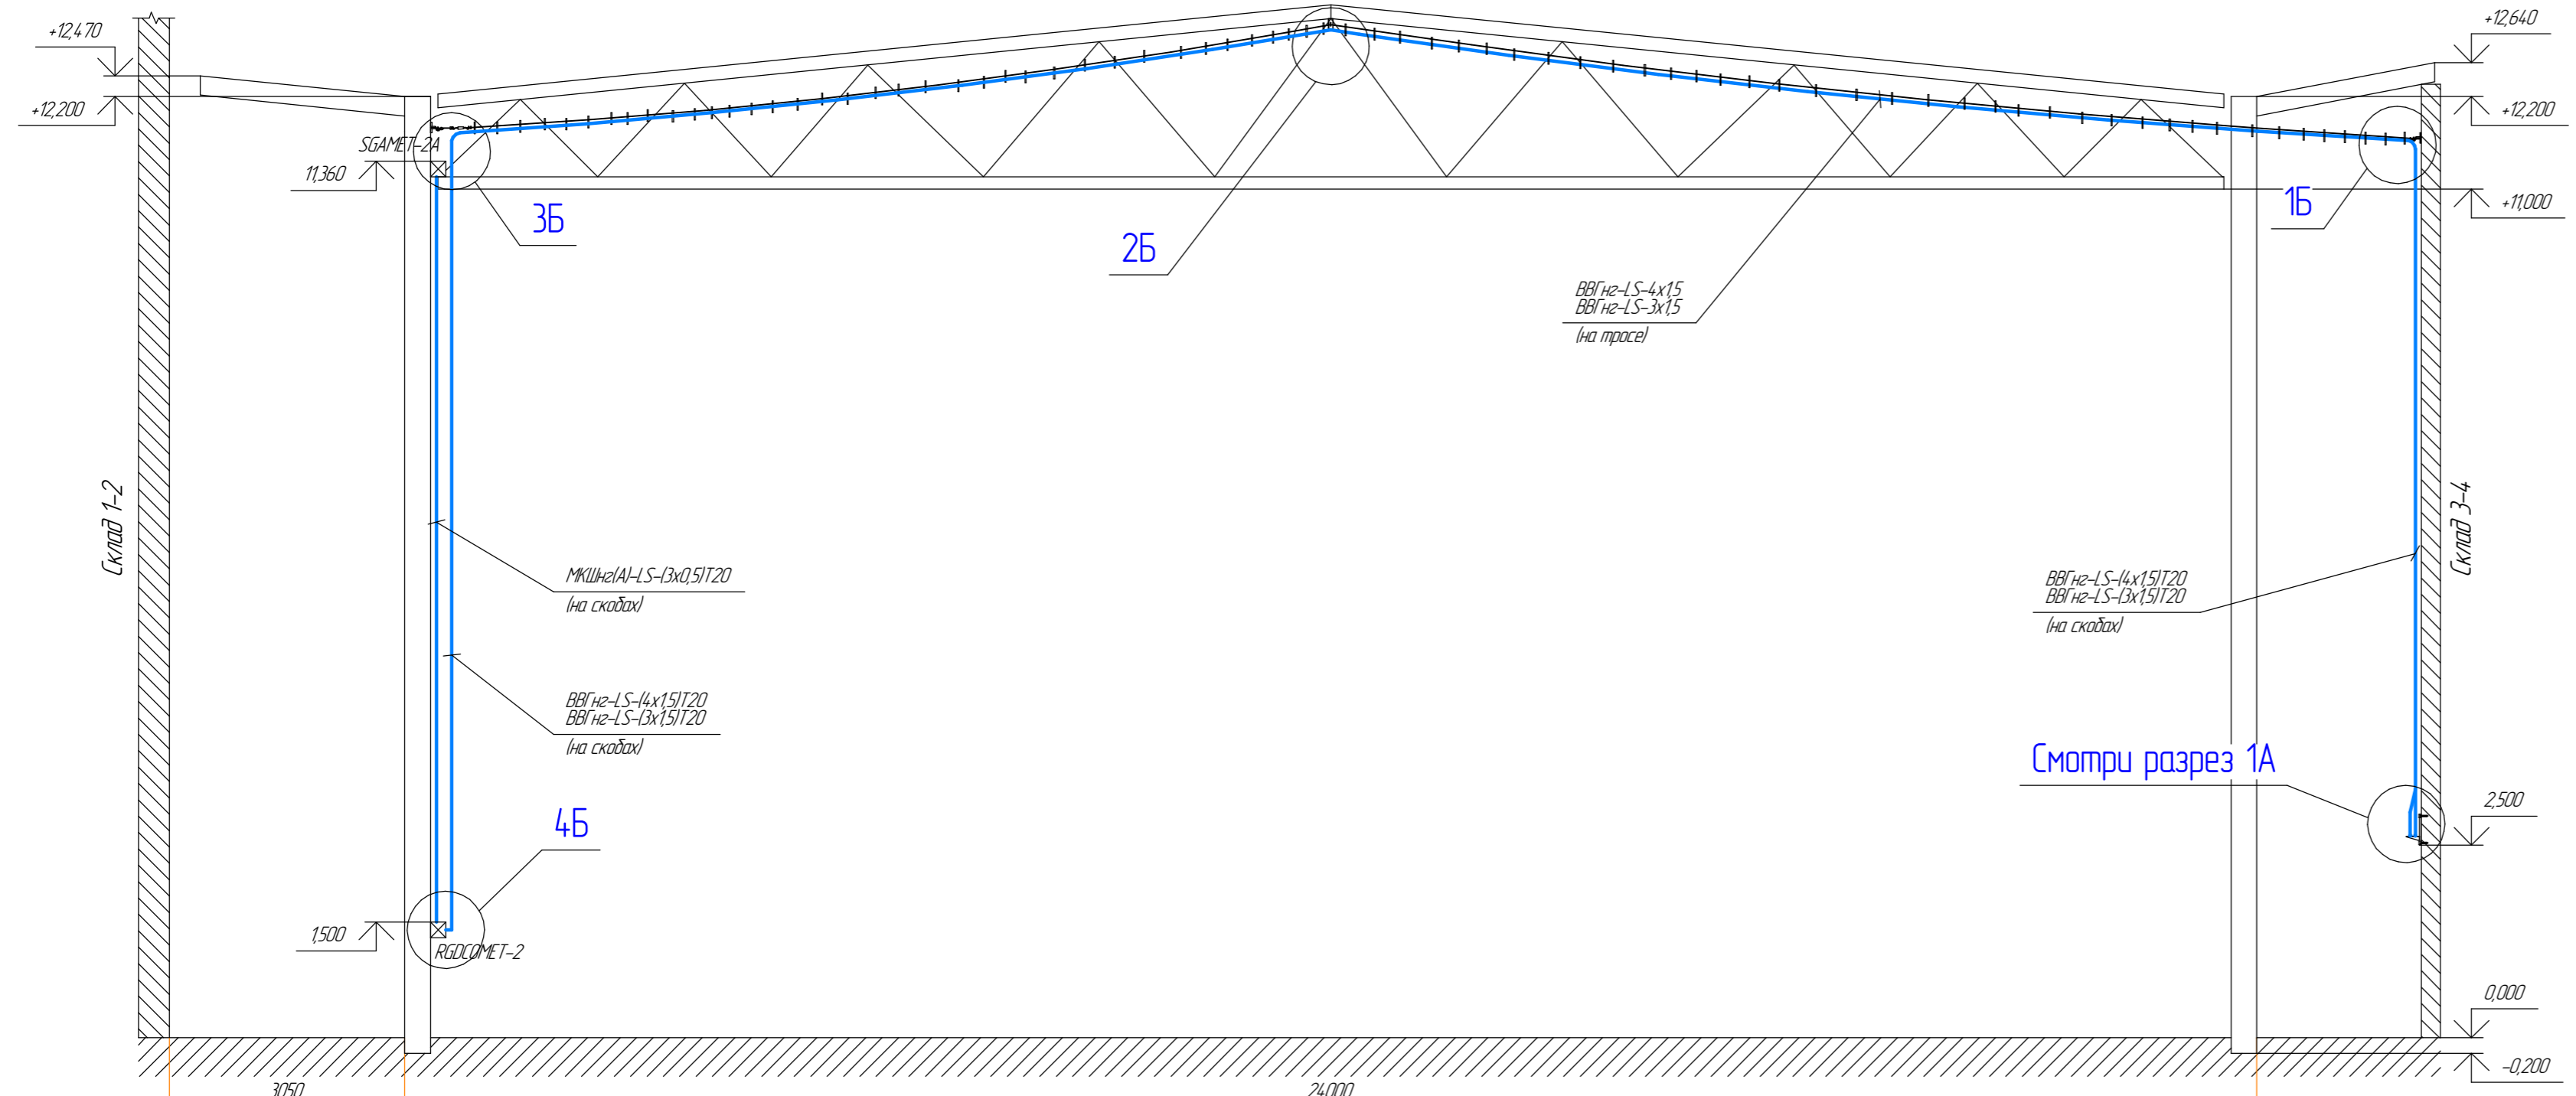 +12,470
+12,640
+12,200
+12,200
SGAMET-2A
11,360
+11,000
3Б
2Б
1Б
ВВГнг-LS-4х1,5
ВВГнг-LS-3х1,5
(на тросе)
Склад 1-2
Склад 3-4
МКШнг(А)-LS-(3х0,5)Т20
(на скобах)
ВВГнг-LS-(4х1,5)Т20
ВВГнг-LS-(3х1,5)Т20
(на скобах)
ВВГнг-LS-(4х1,5)Т20
ВВГнг-LS-(3х1,5)Т20
(на скобах)
Смотри разрез 1А
4Б
2,500
1,500
RGDCOMET-2
0,000
-0,200
3050
24000